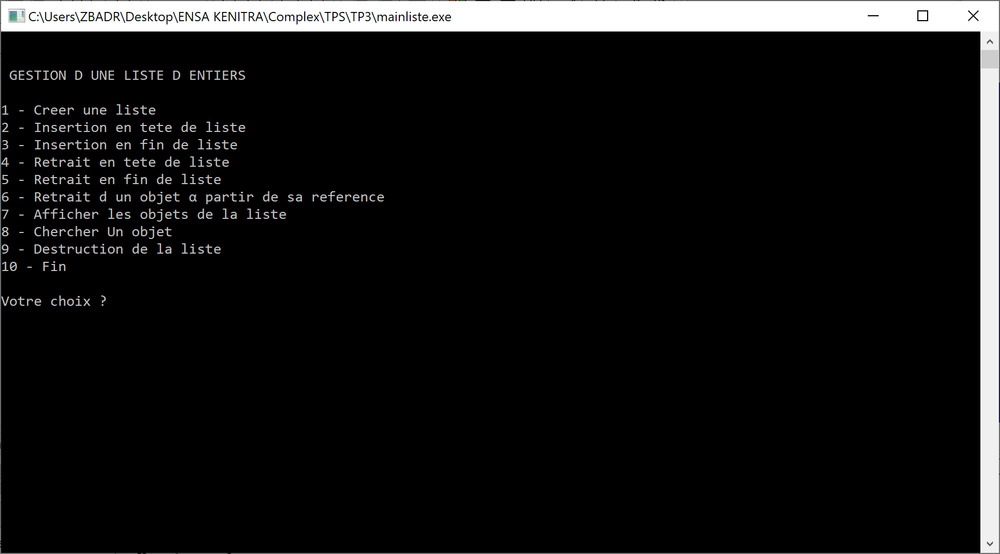 C:\Users\ZBADR\Desktop\ENSA KENITRA\Complex\TPS\TP3\mainliste.exe
GESTION D UNE LISTE D ENTIERS
1 - Creer une liste
2 - Insertion en tete de liste
3 - Insertion en fin de liste
4 - Retrait en tete de liste
5 - Retrait en fin de liste
6 - Retrait d un objet α partir de sa reference
7 - Afficher les objets de la liste
8 - Chercher Un objet
9 - Destruction de la liste
10 - Fin
Votre choix ?